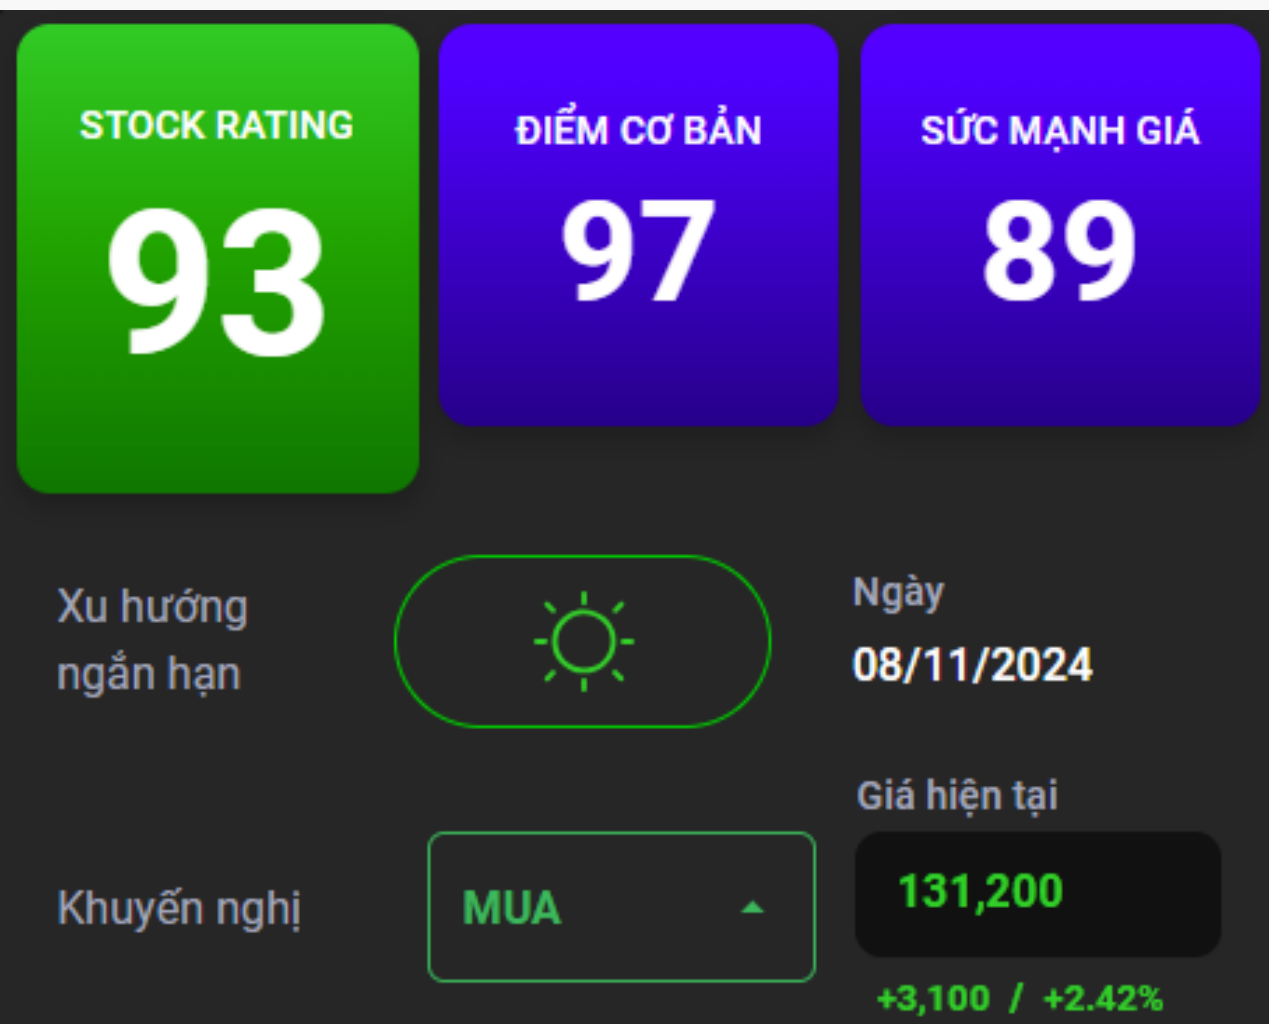 STOCK RATING
93
ĐIỂM CƠ BẢN
97
SỨC MẠNH GIÁ
89
Xu hướng
ngắn hạn
Ngày
08/11/2024
Khuyến nghị
MUA
Giá hiện tại
131,200
+3,100 / +2.42%